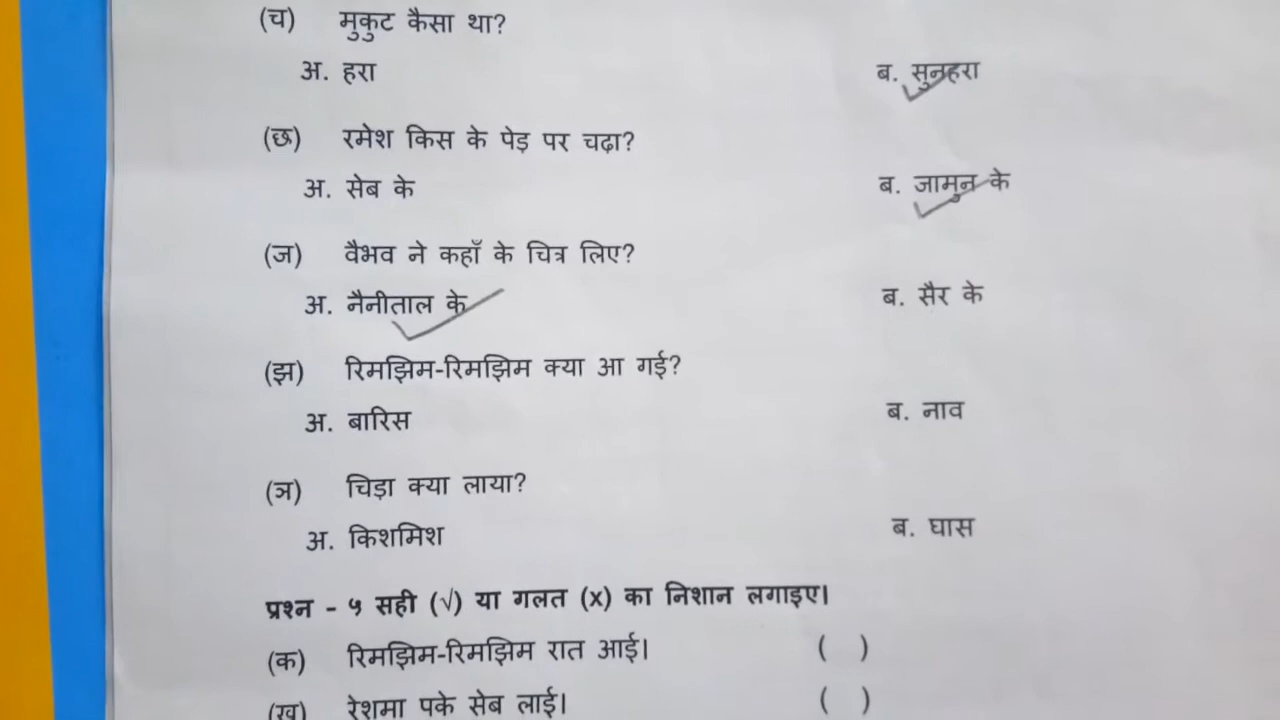 (च) मुकुट कैसा था?
अ. हरा ब. सुनहरा
(छ) रमेश किस के पेड़ पर चढ़ा?
अ. सेब के ब. जामुन के
(ज) वैभव ने कहाँ के चित्र लिए?
अ. नैनीताल के ब. सैर के
(झ) रिमझिम-रिमझिम क्या आ गई?
अ. बारिस ब. नाव
(ञ) चिड़ा क्या लाया?
अ. किशमिश ब. घास
प्रश्न - ५ सही (√) या गलत (x) का निशान लगाइए।
(क) रिमझिम-रिमझिम रात आई। ( )
(ख) रेशमा पके सेब लाई। ( )